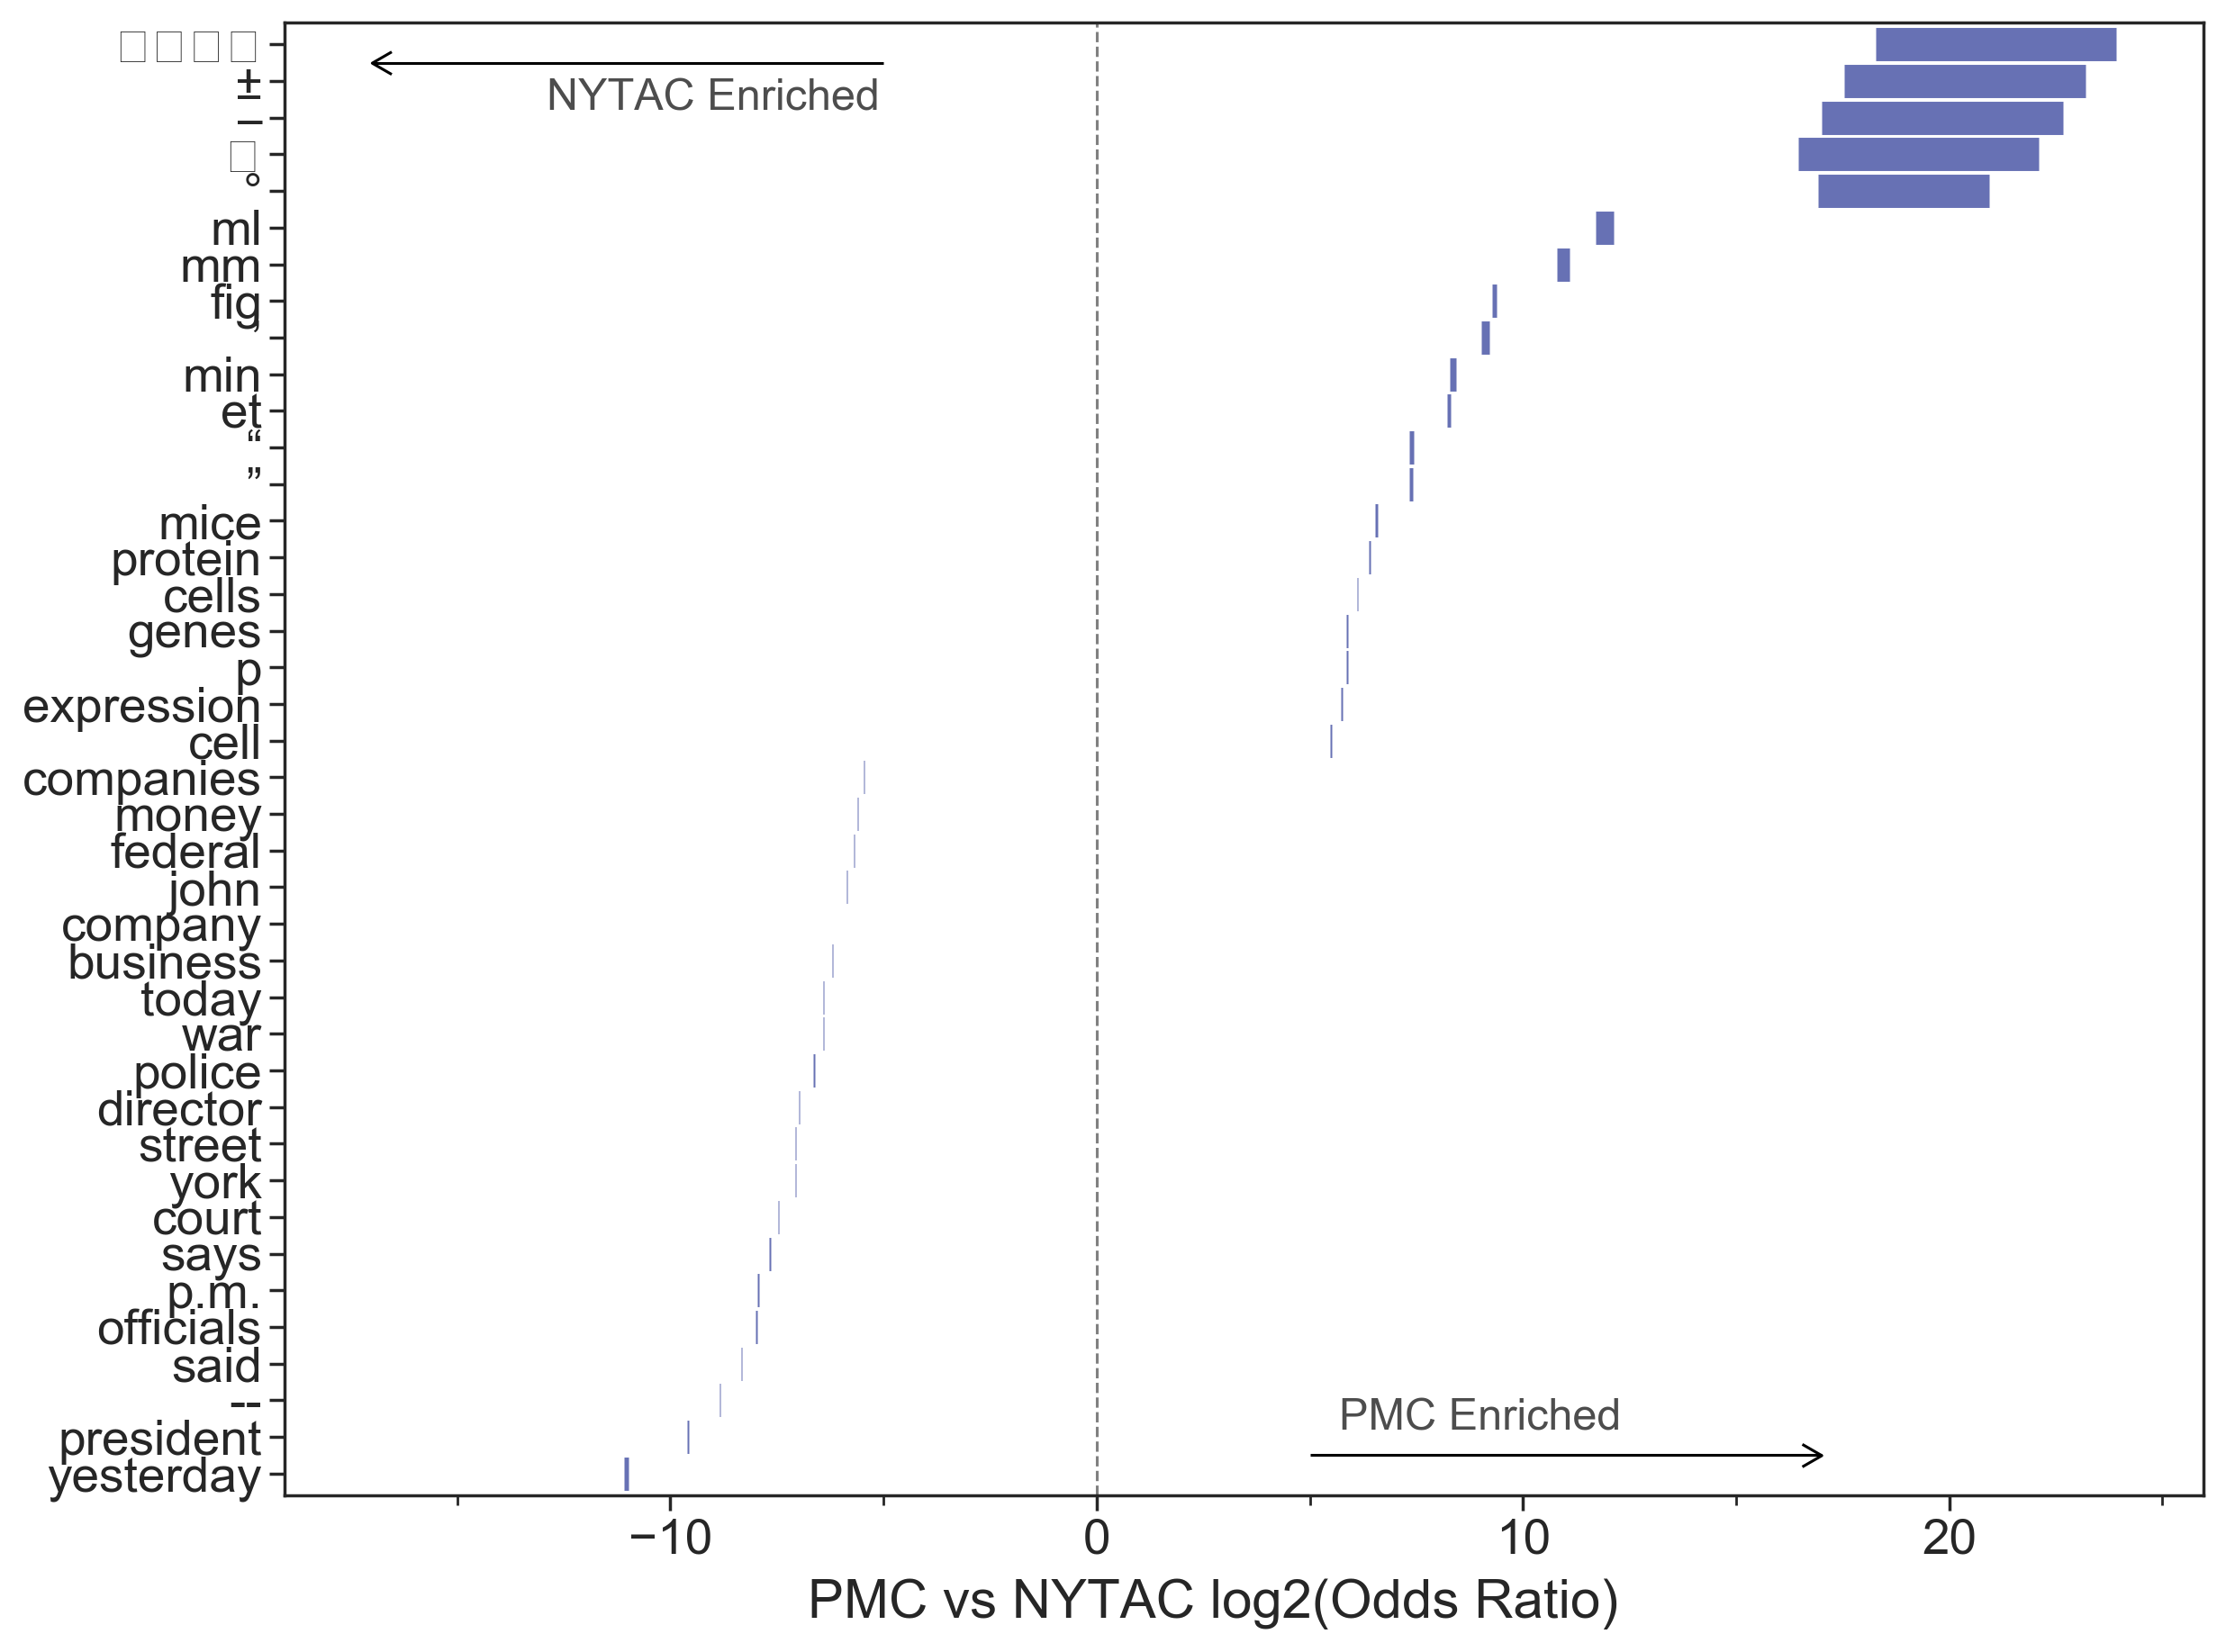 NYTAC Enriched
±
−
°
ml
mm
fig
’
min
et
“
”
mice
protein
cells
genes
p
expression
cell
companies
money
federal
john
company
business
today
war
police
director
street
york
court
says
p.m.
officials
said
--
PMC Enriched
president
yesterday
−10 0 10 20
PMC vs NYTAC log2(Odds Ratio)